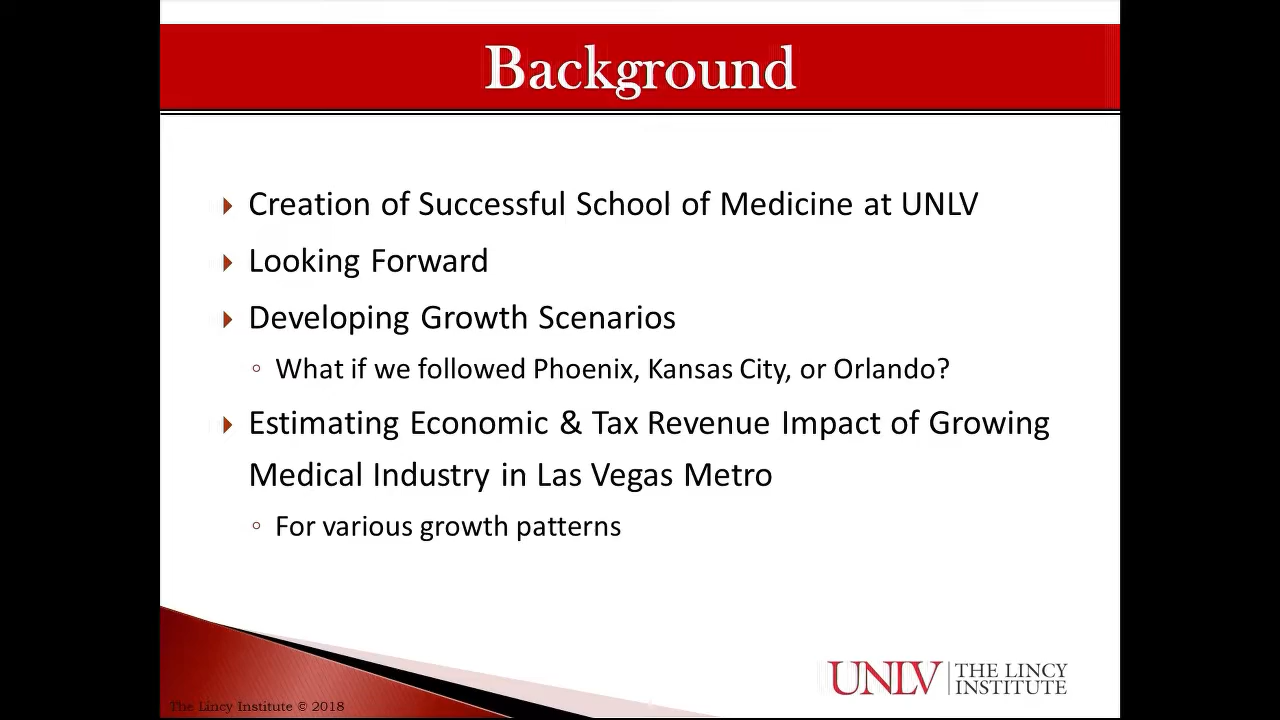 Background
Creation of Successful School of Medicine at UNLV
Looking Forward
Developing Growth Scenarios
What if we followed Phoenix, Kansas City, or Orlando?
Estimating Economic & Tax Revenue Impact of Growing
Medical Industry in Las Vegas Metro
For various growth patterns
UNLV THE LINCY
INSTITUTE
The Lincy Institute © 2018